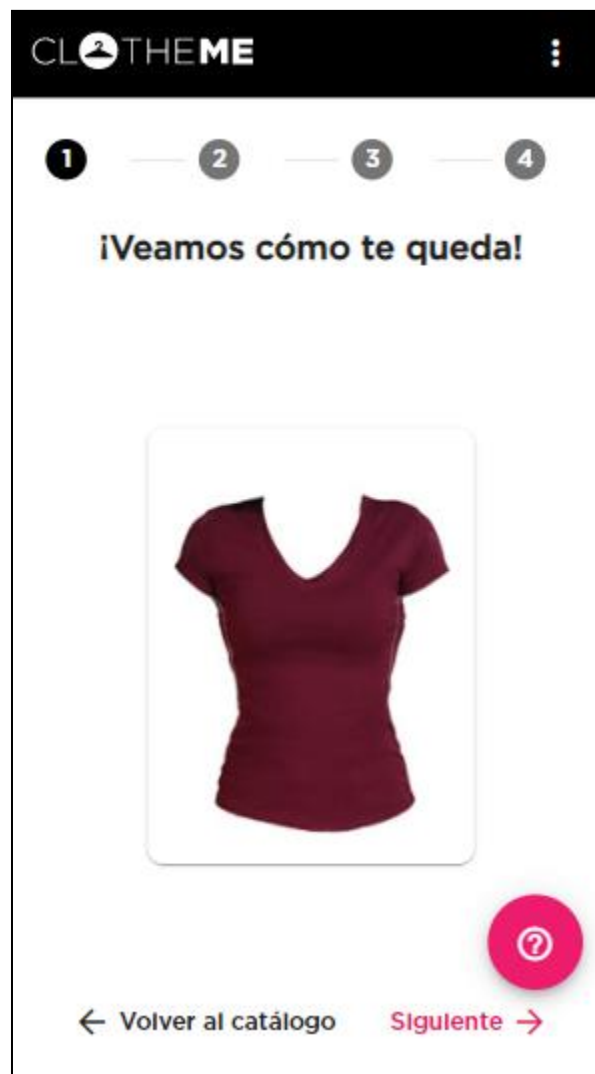 CLOTHEME
1 2 3 4
¡Veamos cómo te queda!
?
← Volver al catálogo Siguiente →